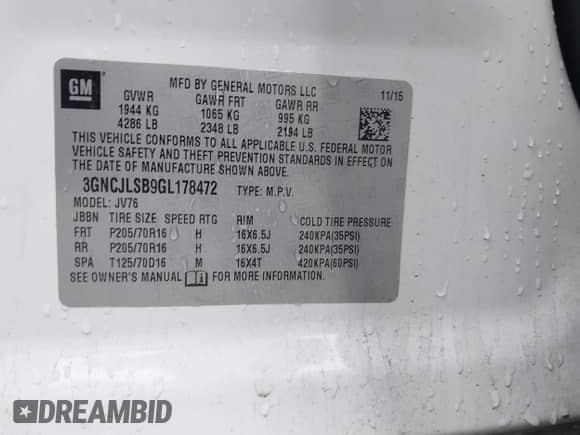 GM
MFD BY GENERAL MOTORS LLC
11/15
GVWR GAWR FRT GAWR RR
1944 KG 1065 KG 995 KG
4286 LB 2348 LB 2194 LB
THIS VEHICLE CONFORMS TO ALL APPLICABLE U.S. FEDERAL MOTOR
VEHICLE SAFETY AND THEFT PREVENTION STANDARDS IN EFFECT ON
THE DATE OF MANUFACTURE SHOWN ABOVE.
3GNCJLSB9GL178472 TYPE: M.P.V.
MODEL: JV76
JBBN TIRE SIZE SPEED RTG RIM COLD TIRE PRESSURE
FRT P205/70R16 H 16X6.5J 240KPA(35PSI)
RR P205/70R16 H 16X6.5J 240KPA(35PSI)
SPA T125/70D16 M 16X4T 420KPA(60PSI)
SEE OWNER'S MANUAL FOR MORE INFORMATION
DREAMBID
DREAMBID